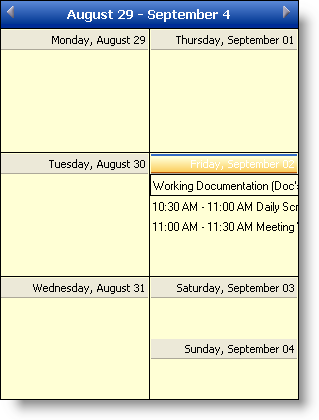 August 29 - September 4
Monday, August 29
Thursday, September 01
Tuesday, August 30
Friday, September 02
Working Documentation (Doc's
10:30 AM - 11:00 AM Daily Scr
11:00 AM - 11:30 AM Meeting
Wednesday, August 31
Saturday, September 03
Sunday, September 04